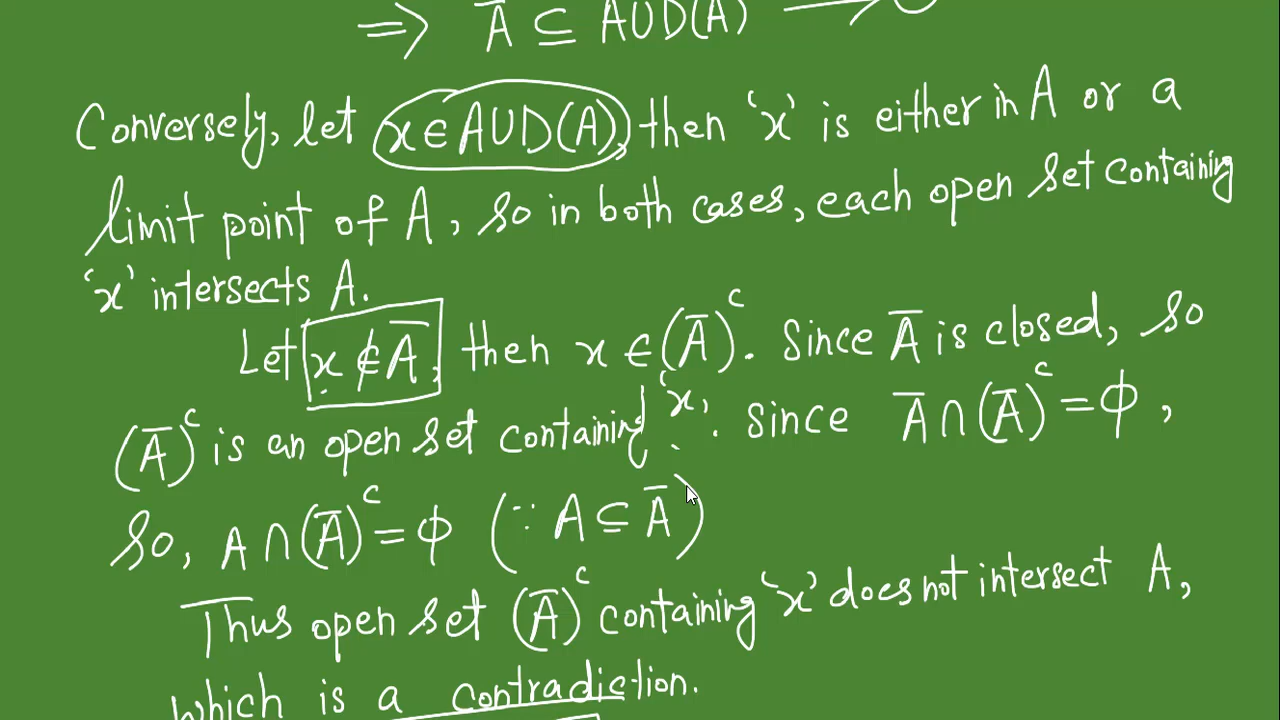 => A̅ ⊆ A∪D(A) →
Conversely, let x∈A∪D(A), then 'x' is either in A or a
limit point of A, so in both cases, each open set containing
'x' intersects A.
Let x∉A̅, then x∈(A̅)ᶜ. Since A̅ is closed, so
(A̅)ᶜ is an open set containing 'x'. Since A̅∩(A̅)ᶜ=ϕ,
So, A∩(A̅)ᶜ=ϕ (∵ A⊆A̅)
Thus open set (A̅)ᶜ containing 'x' does not intersect A,
which is a contradiction.